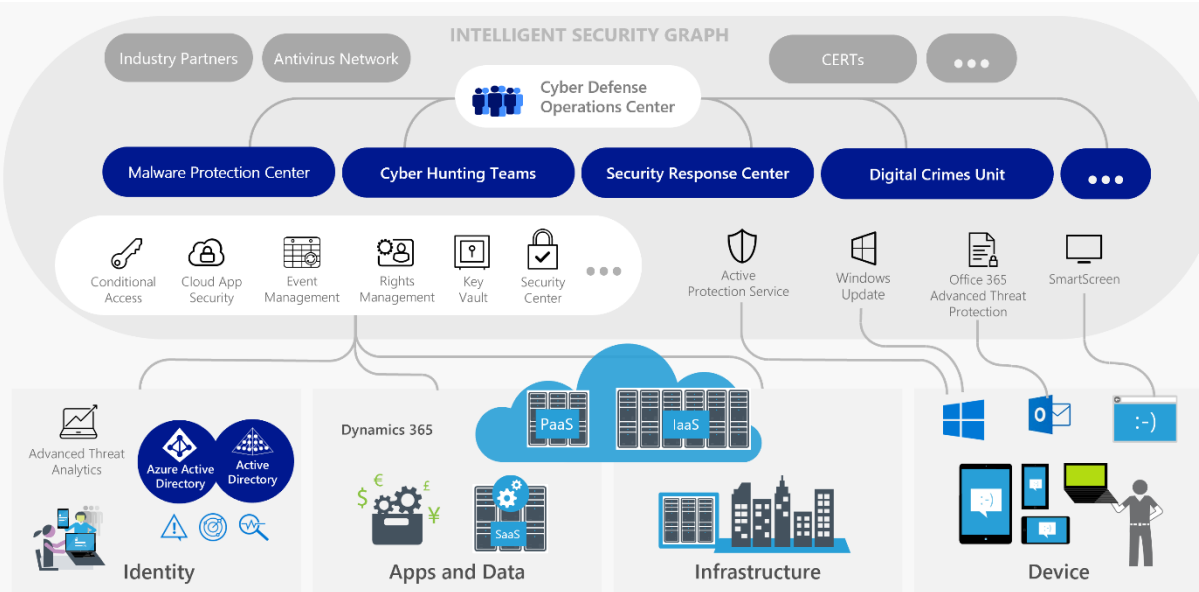 INTELLIGENT SECURITY GRAPH
Industry Partners
Antivirus Network
CERTs
Cyber Defense
Operations Center
Malware Protection Center
Cyber Hunting Teams
Security Response Center
Digital Crimes Unit
Conditional
Access
Cloud App
Security
Event
Management
Rights
Management
Key
Vault
Security
Center
Active
Protection Service
Windows
Update
Office 365
Advanced Threat
Protection
SmartScreen
Advanced Threat
Analytics
Azure Active
Directory
Active
Directory
Identity
Dynamics 365
PaaS
IaaS
$ € £ ¥
SaaS
Apps and Data
Infrastructure
O
:-)
:-)
:-)
Device